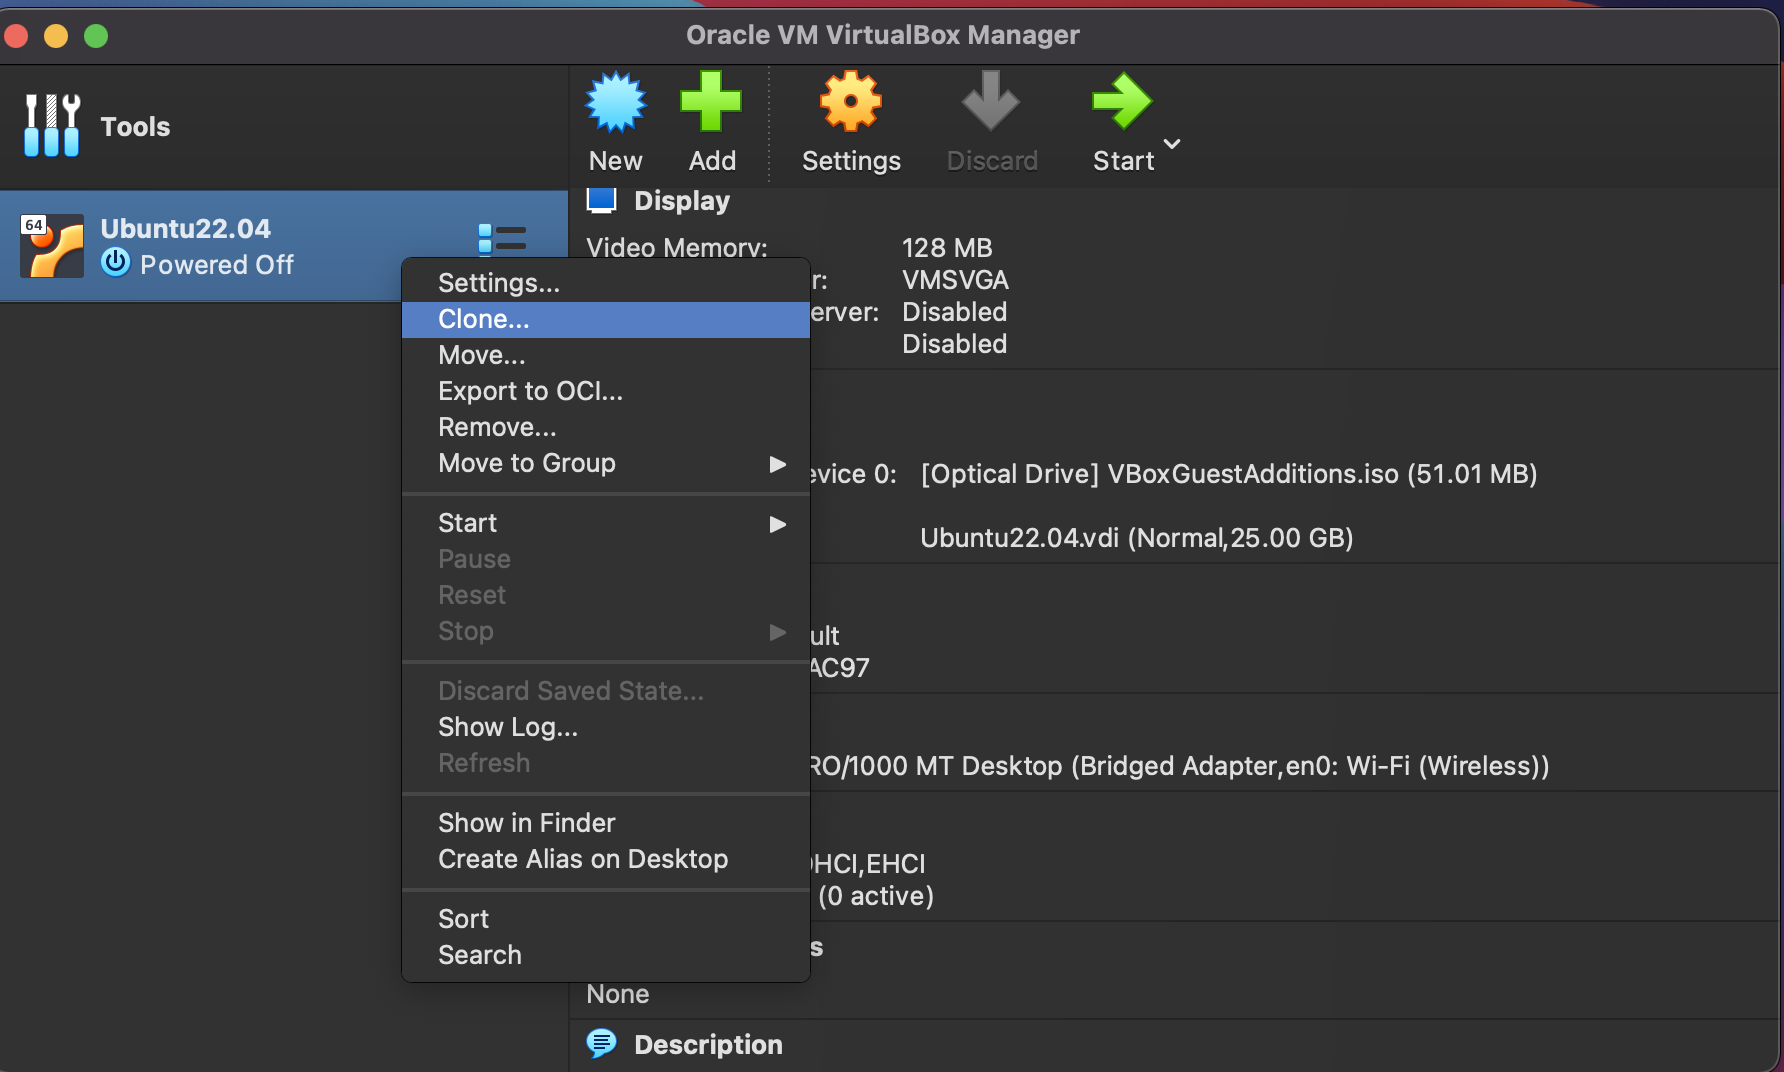 Oracle VM VirtualBox Manager
Tools
New
Add
Settings
Discard
Start
64
Ubuntu22.04
Powered Off
Display
Video Memory: 128 MB
r: VMSVGA
erver: Disabled
Disabled
Settings...
Clone...
Move...
Export to OCI...
Remove...
Move to Group
Start
Pause
Reset
Stop
Discard Saved State...
Show Log...
Refresh
Show in Finder
Create Alias on Desktop
Sort
Search
evice 0: [Optical Drive] VBoxGuestAdditions.iso (51.01 MB)
Ubuntu22.04.vdi (Normal,25.00 GB)
ult
AC97
RO/1000 MT Desktop (Bridged Adapter,en0: Wi-Fi (Wireless))
HCI,EHCI
(0 active)
s
None
Description